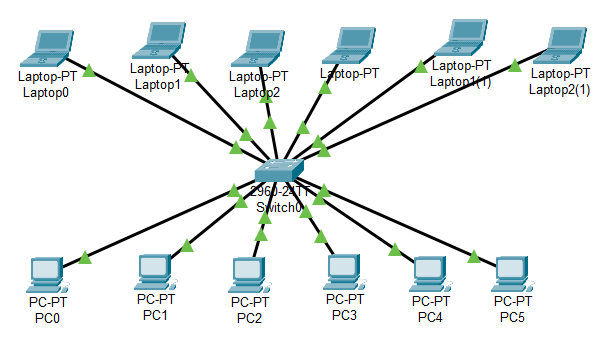 Laptop-PT
Laptop0
Laptop-PT
Laptop1
Laptop-PT
Laptop2
Laptop-PT
Laptop-PT
Laptop1(1)
Laptop-PT
Laptop2(1)
2960-24TT
Switch0
PC-PT
PC0
PC-PT
PC1
PC-PT
PC2
PC-PT
PC3
PC-PT
PC4
PC-PT
PC5